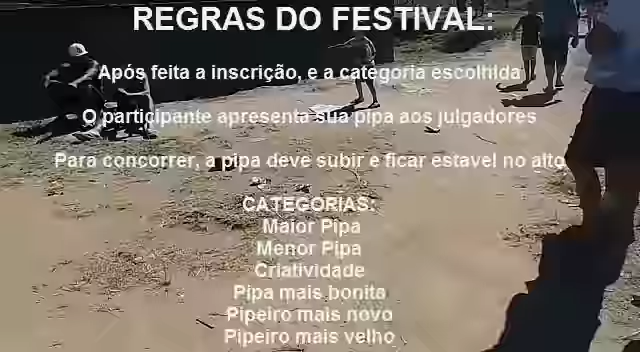 REGRAS DO FESTIVAL:
Após feita a inscrição, e a categoria escolhida
O participante apresenta sua pipa aos julgadores
Para concorrer, a pipa deve subir e ficar estavel no alto
CATEGORIAS:
Maior Pipa
Menor Pipa
Criatividade
Pipa mais bonita
Pipeiro mais novo
Pipeiro mais velho